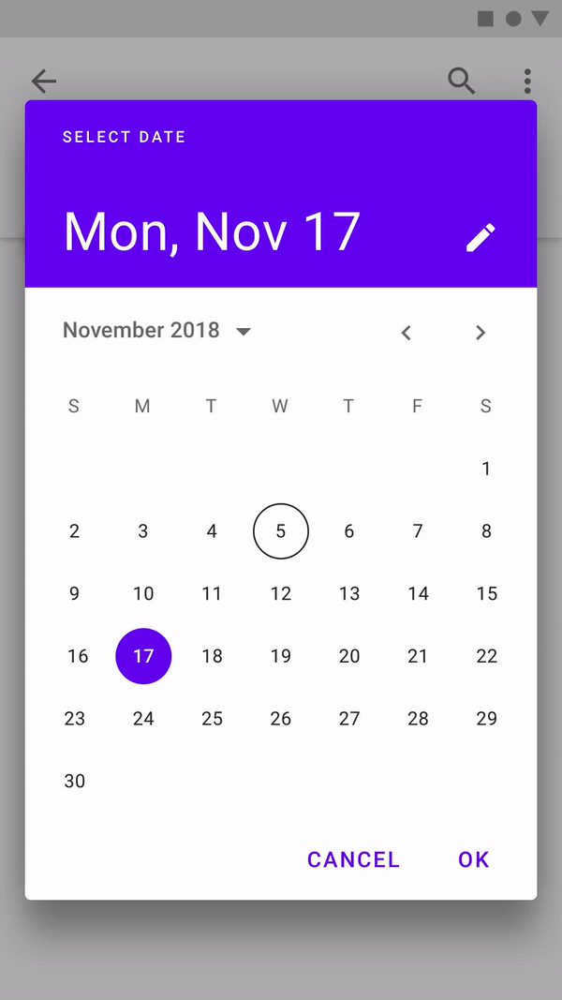 SELECT DATE
Mon, Nov 17
November 2018
S M T W T F S
1
2 3 4 5 6 7 8
9 10 11 12 13 14 15
16 17 18 19 20 21 22
23 24 25 26 27 28 29
30
CANCEL OK